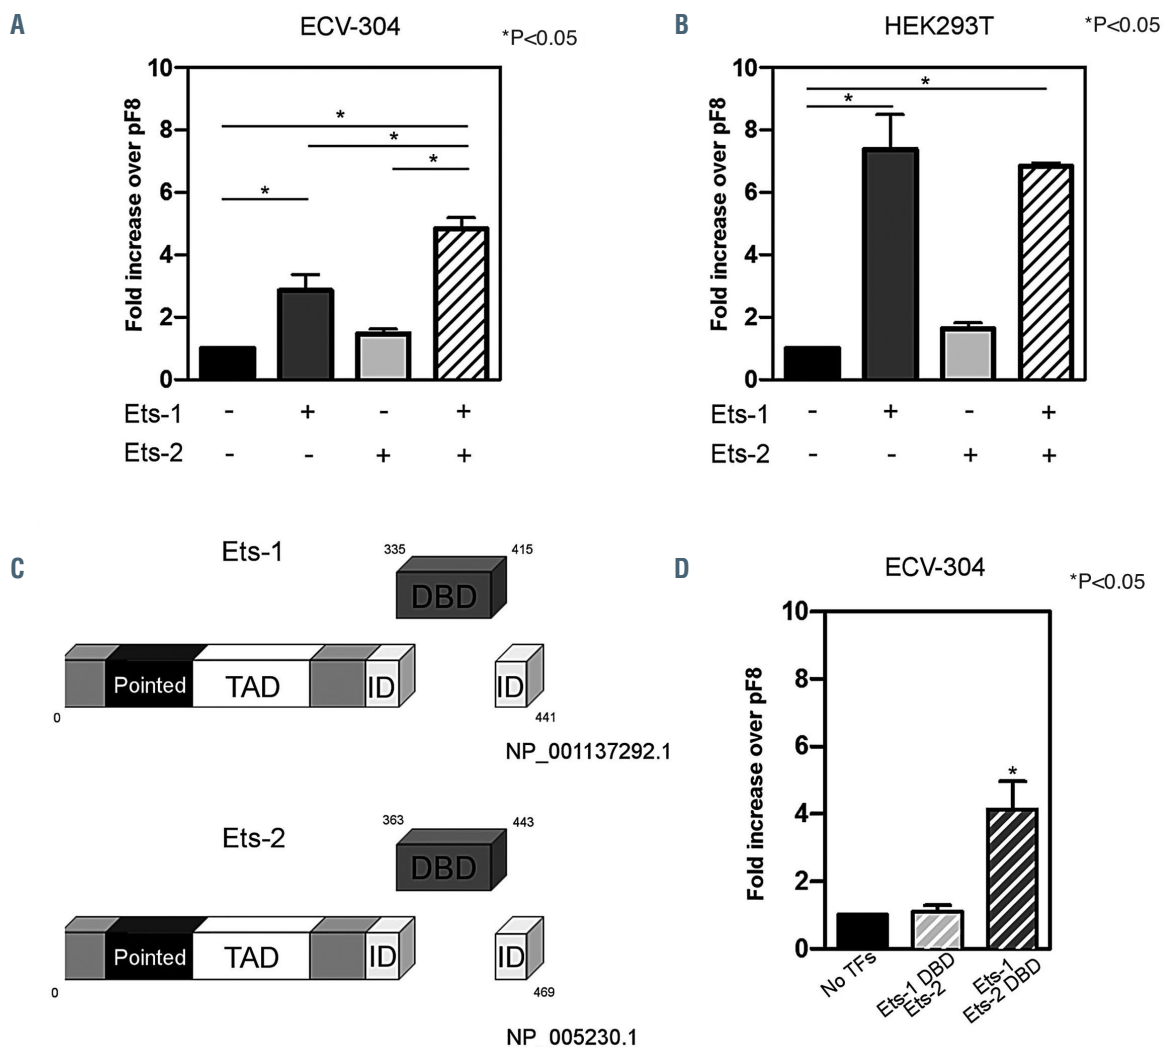 A
ECV-304
*P<0.05
Fold increase over pF8
10
8
6
4
2
0
*
*
*
*
Ets-1 - + - +
Ets-2 - - + +
B
HEK293T
*P<0.05
Fold increase over pF8
10
8
6
4
2
0
*
*
Ets-1 - + - +
Ets-2 - - + +
C
Ets-1
335
415
DBD
Pointed TAD ID ID
0
441
NP_001137292.1
Ets-2
363
443
DBD
Pointed TAD ID ID
0
469
NP_005230.1
D
ECV-304
*P<0.05
Fold increase over pF8
10
8
6
4
2
0
*
No TFs
Ets-1 DBD
Ets-2
Ets-1
Ets-2 DBD